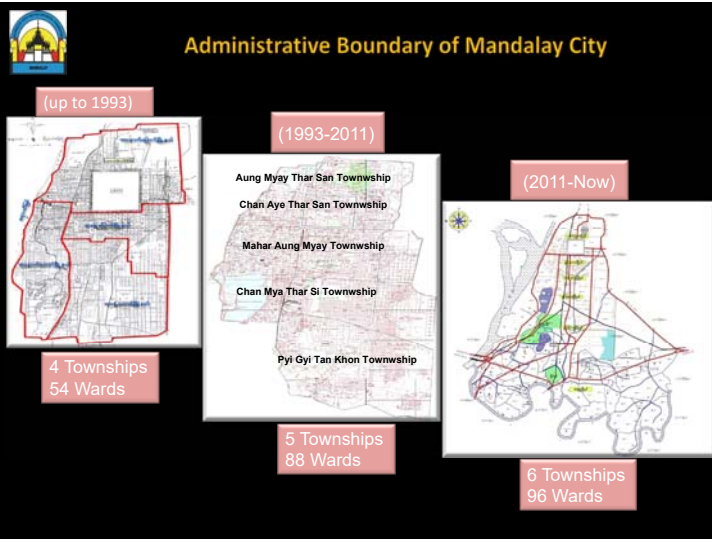 Administrative Boundary of Mandalay City
(up to 1993)
4 Townships
54 Wards
(1993-2011)
Aung Myay Thar San Townwship
Chan Aye Thar San Townwship
Mahar Aung Myay Townwship
Chan Mya Thar Si Townwship
Pyi Gyi Tan Khon Townwship
5 Townships
88 Wards
(2011-Now)
6 Townships
96 Wards